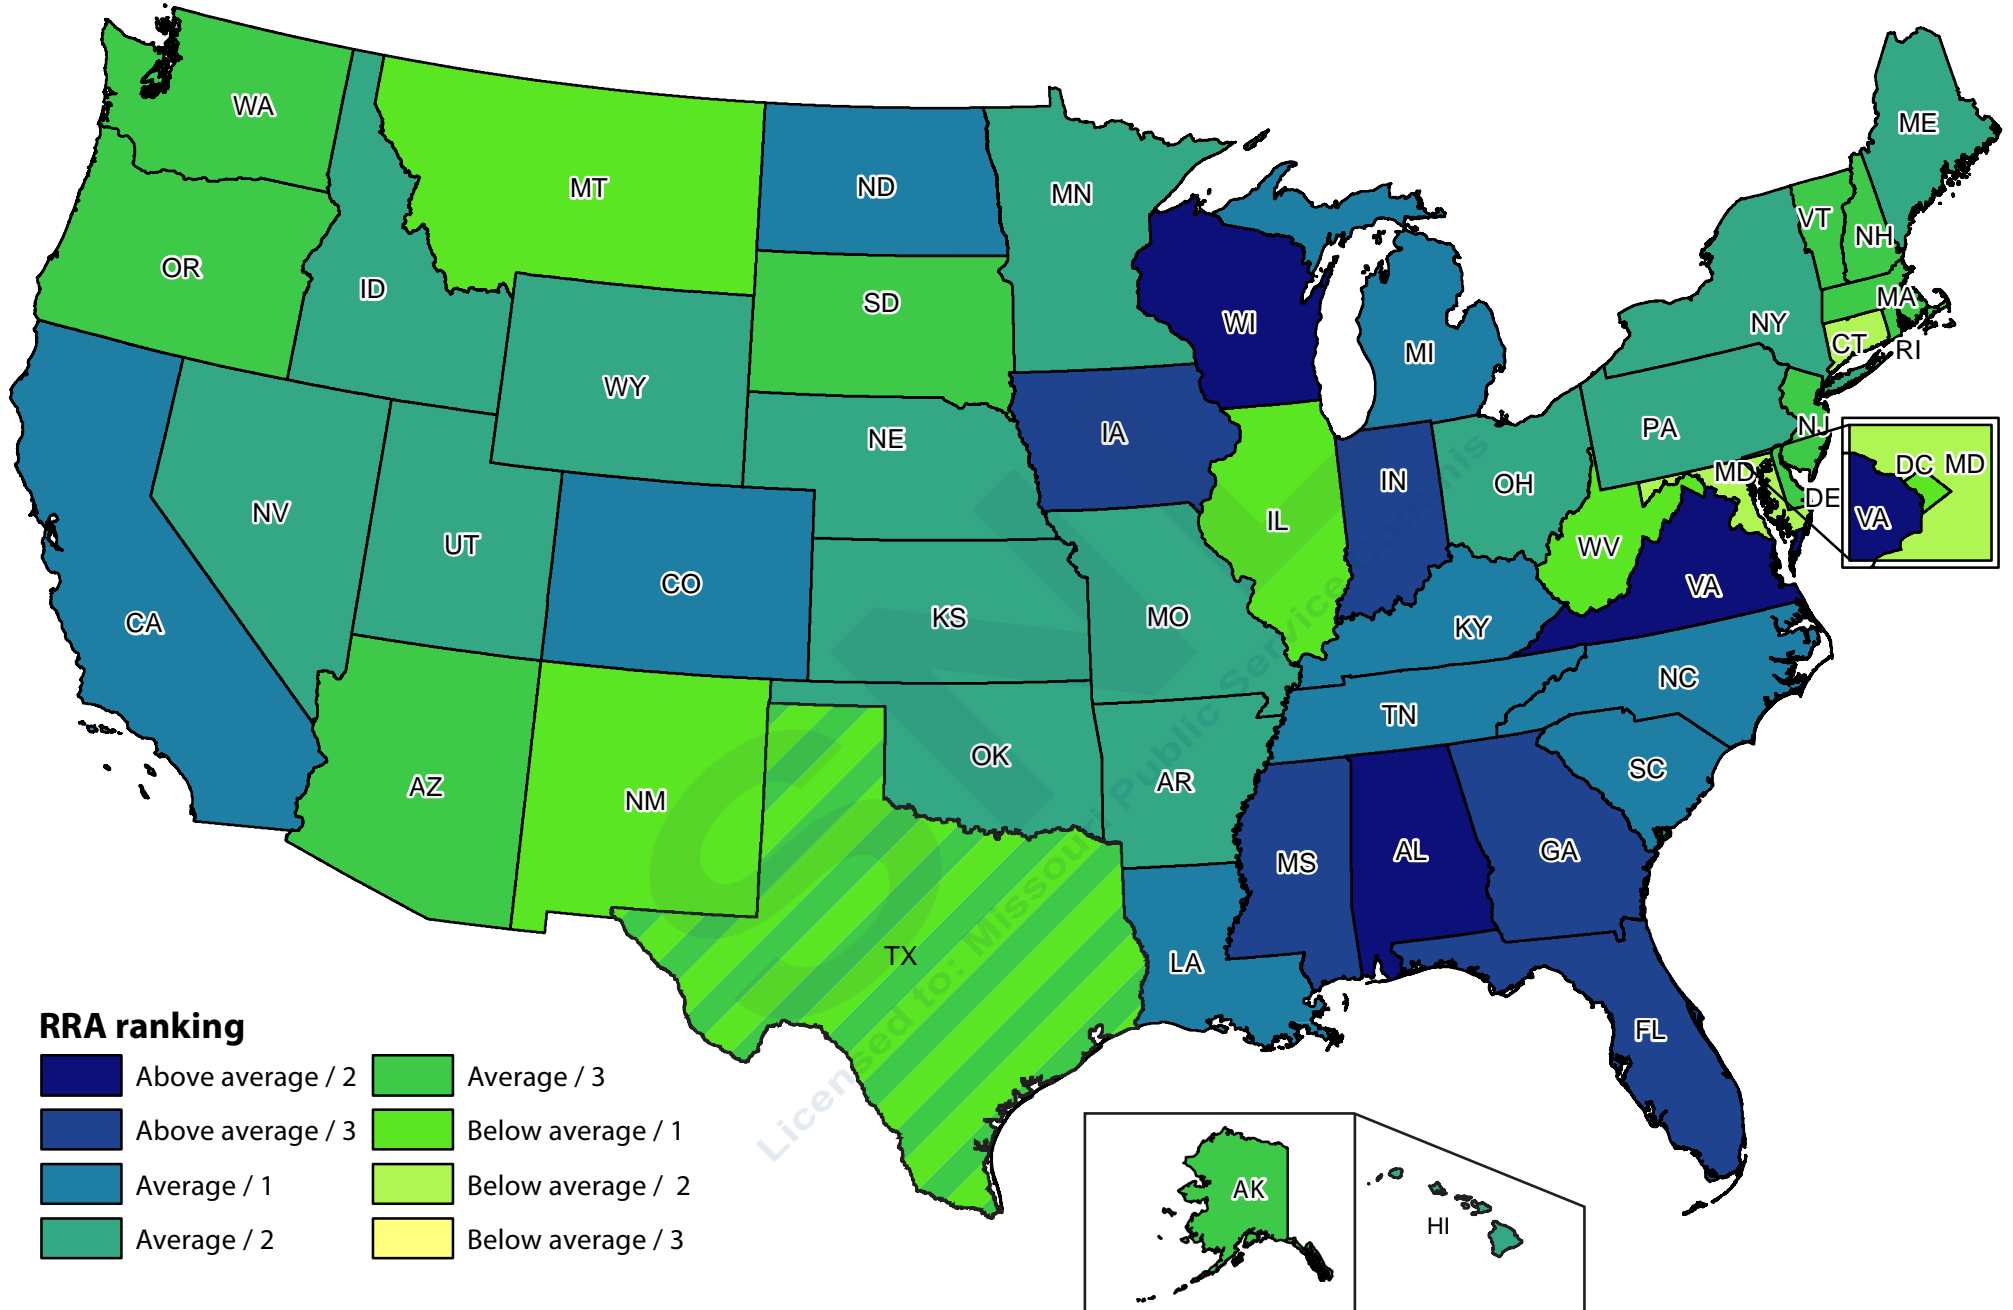 WA
MT
ND
MN
ME
VT
NH
OR
ID
SD
WI
MI
MA
NY
CT
RI
WY
NE
IA
IL
IN
OH
PA
NJ
MD
DE
DC
MD
VA
NV
UT
CO
KS
MO
WV
VA
KY
CA
NC
TN
AZ
NM
OK
AR
SC
TX
LA
MS
AL
GA
FL
AK
HI
RRA ranking
Above average / 2
Above average / 3
Average / 1
Average / 2
Average / 3
Below average / 1
Below average / 2
Below average / 3
Licensed to: Missouri Public Service Commis